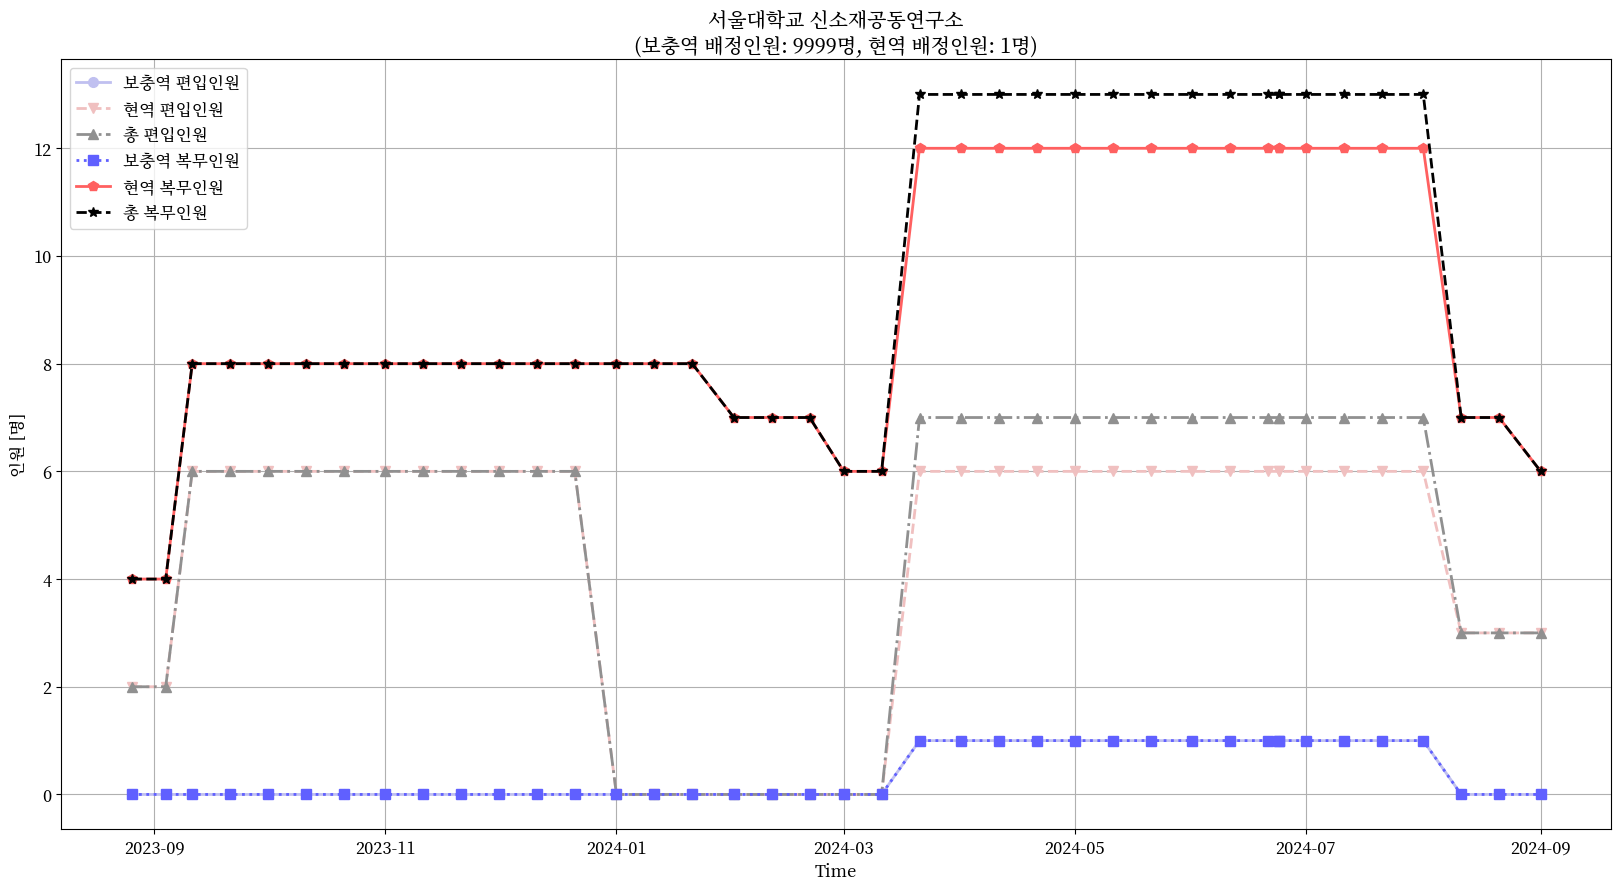 서울대학교 신소재공동연구소
(보충역 배정인원: 9999명, 현역 배정인원: 1명)
보충역 편입인원
현역 편입인원
총 편입인원
보충역 복무인원
현역 복무인원
총 복무인원
인원 [명]
12
10
8
6
4
2
0
2023-09
2023-11
2024-01
2024-03
2024-05
2024-07
2024-09
Time